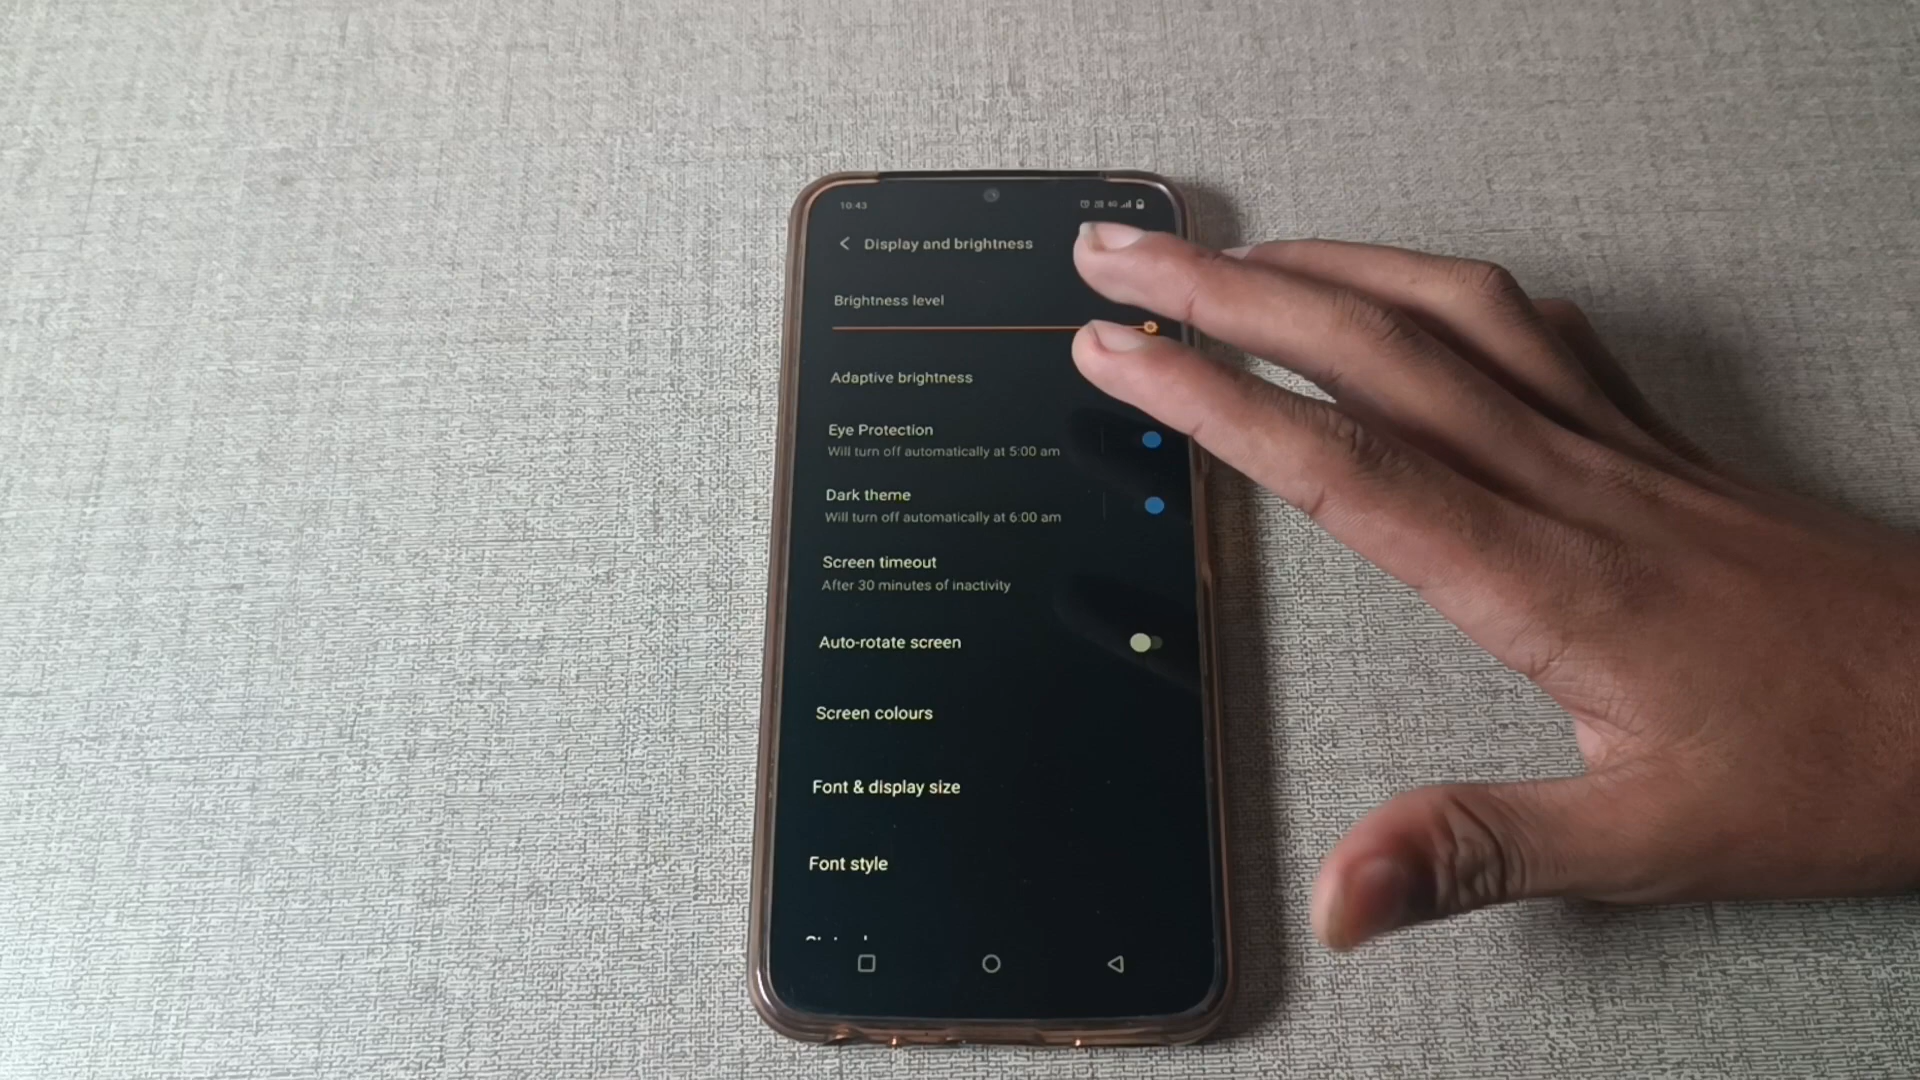 10:43
Display and brightness
Brightness level
Adaptive brightness
Eye Protection
Will turn off automatically at 5:00 am
Dark theme
Will turn off automatically at 6:00 am
Screen timeout
After 30 minutes of inactivity
Auto-rotate screen
Screen colours
Font & display size
Font style